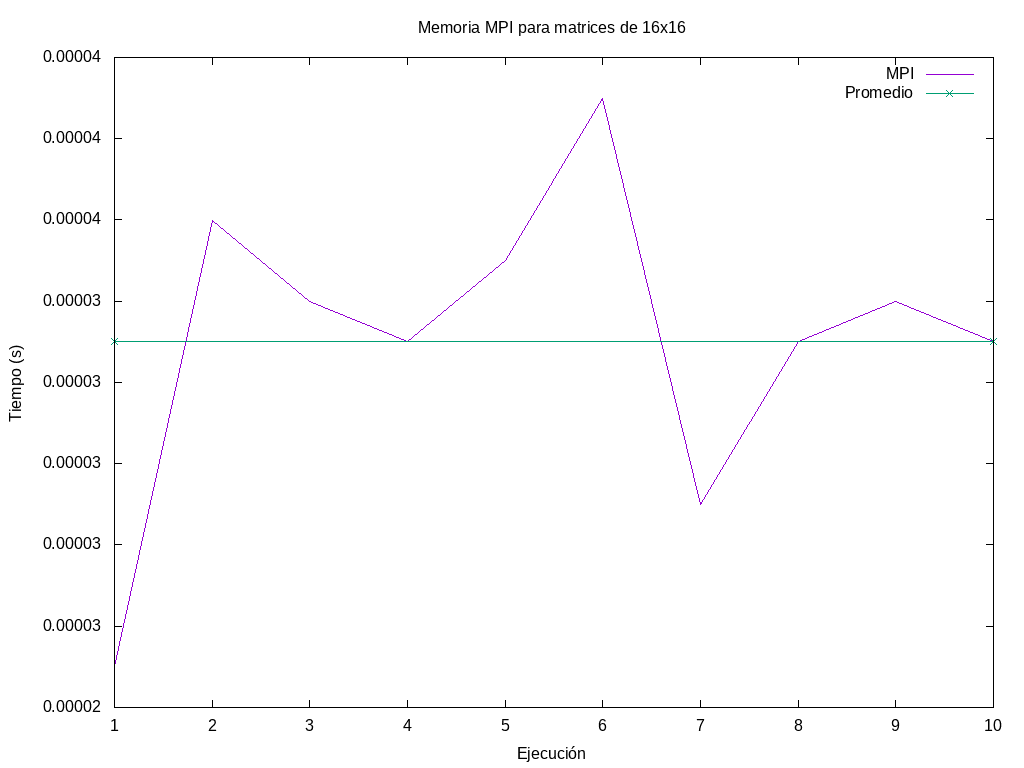 Memoria MPI para matrices de 16x16
0.00004
MPI
Promedio
0.00004
0.00004
0.00003
0.00003
0.00003
0.00003
0.00003
0.00002
Tiempo (s)
1 2 3 4 5 6 7 8 9 10
Ejecución